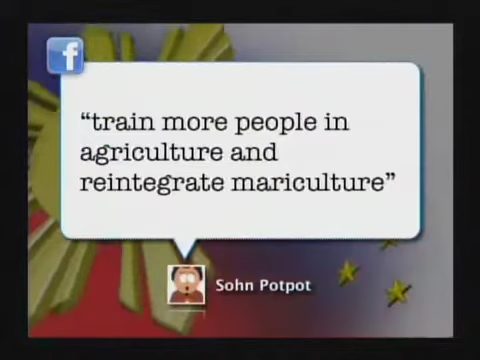 f
“train more people in
agriculture and
reintegrate mariculture”
Sohn Potpot